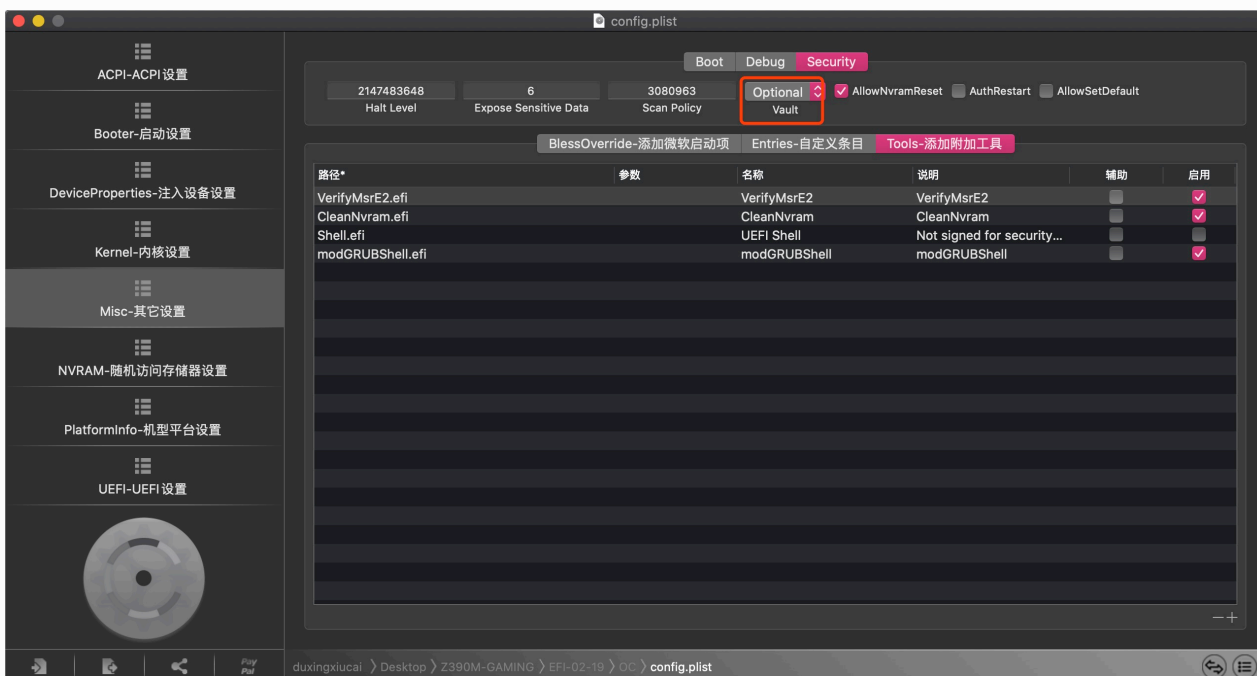 config.plist
ACPI-ACPI设置
Booter-启动设置
DeviceProperties-注入设备设置
Kernel-内核设置
Misc-其它设置
NVRAM-随机访问存储器设置
PlatformInfo-机型平台设置
UEFI-UEFI设置
Pay
Pal
Boot Debug Security
2147483648 6 3080963 Optional AllowNvramReset AuthRestart AllowSetDefault
Halt Level Expose Sensitive Data Scan Policy Vault
BlessOverride-添加微软启动项 Entries-自定义条目 Tools-添加附加工具
路径* 参数 名称 说明 辅助 启用
VerifyMsrE2.efi VerifyMsrE2 VerifyMsrE2
CleanNvram.efi CleanNvram CleanNvram
Shell.efi UEFI Shell Not signed for security...
modGRUBShell.efi modGRUBShell modGRUBShell
duxingxiucai 〉Desktop 〉Z390M-GAMING 〉EFI-02-19 〉OC 〉config.plist